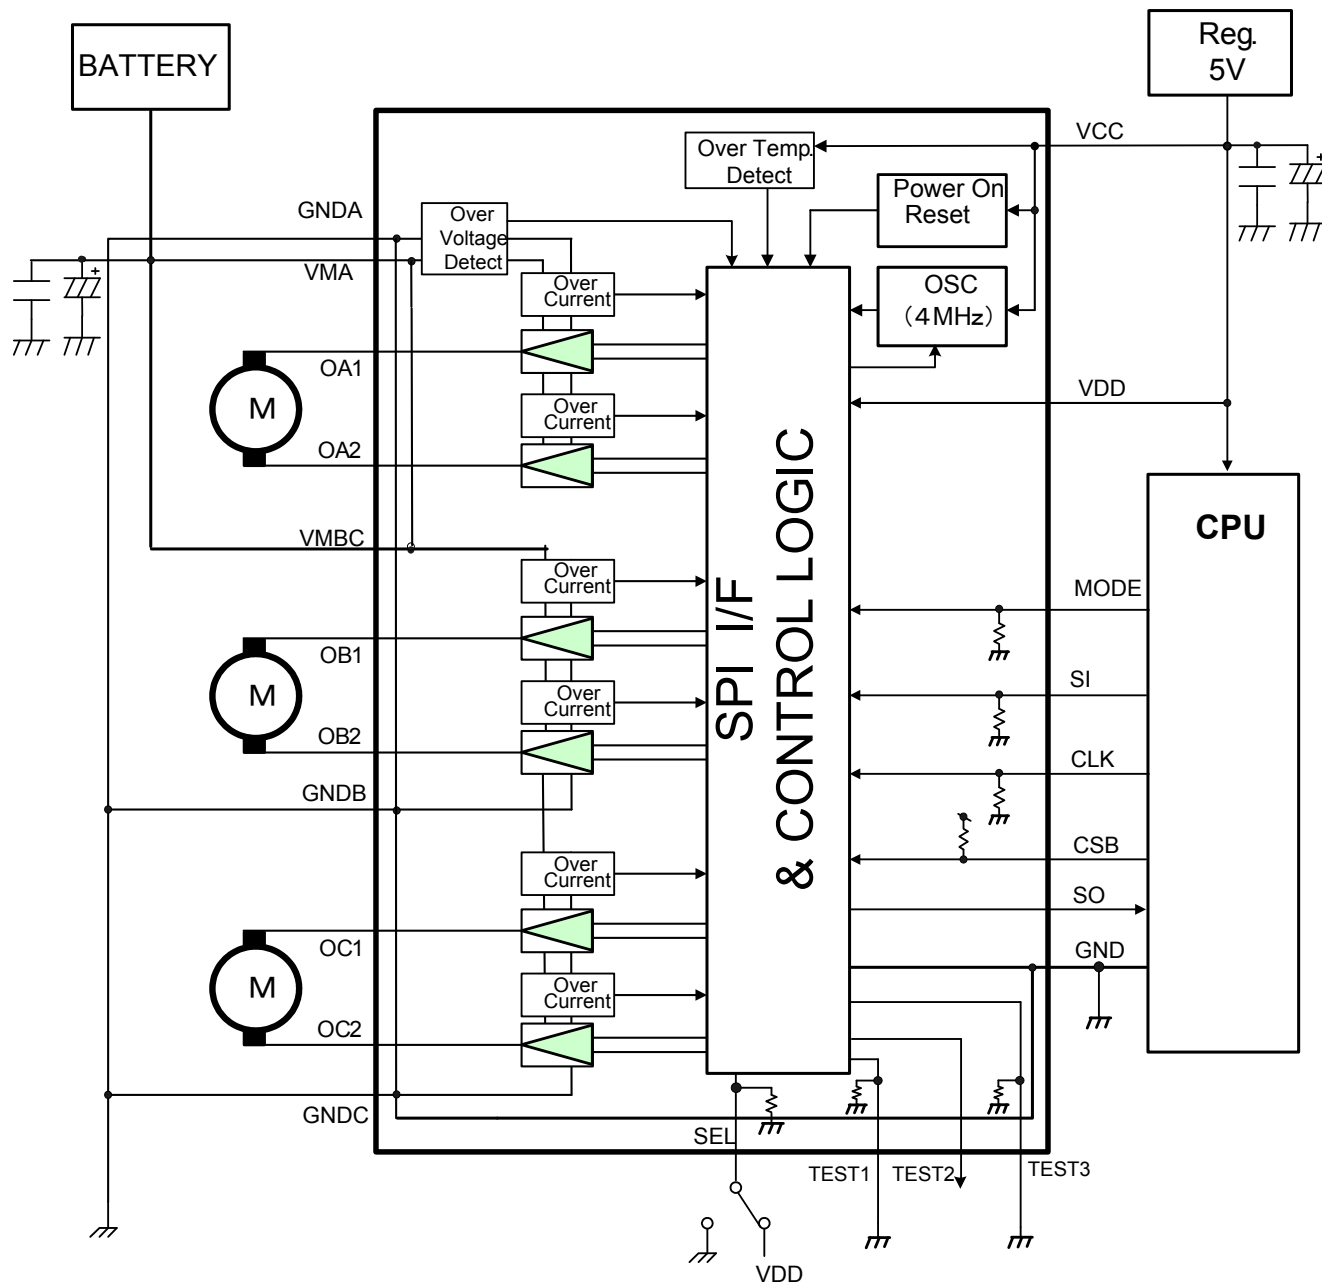 BATTERY
Reg.
5V
VCC
Over Temp.
Detect
Power On
Reset
GNDA
Over
Voltage
Detect
VMA
OSC
（4MHz）
Over
Current
OA1
VDD
M
Over
Current
OA2
CPU
VMBC
Over
Current
MODE
SPI I/F
& CONTROL LOGIC
OB1
M
Over
Current
SI
OB2
GNDB
CLK
CSB
Over
Current
SO
OC1
GND
M
Over
Current
OC2
GNDC
SEL
TEST1
TEST2
TEST3
VDD
+
+